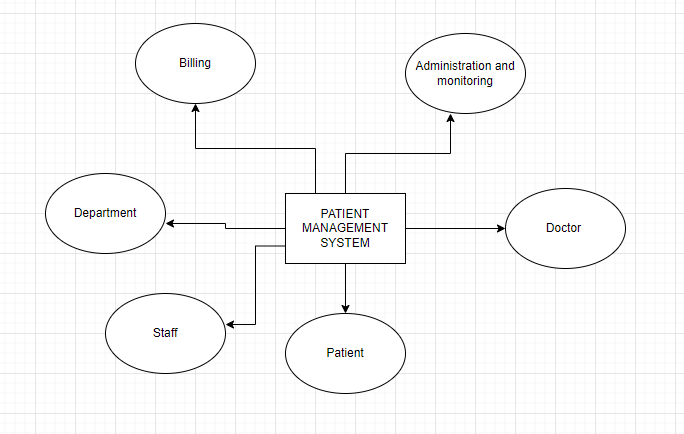 Billing
Administration and
monitoring
Department
PATIENT
MANAGEMENT
SYSTEM
Doctor
Staff
Patient